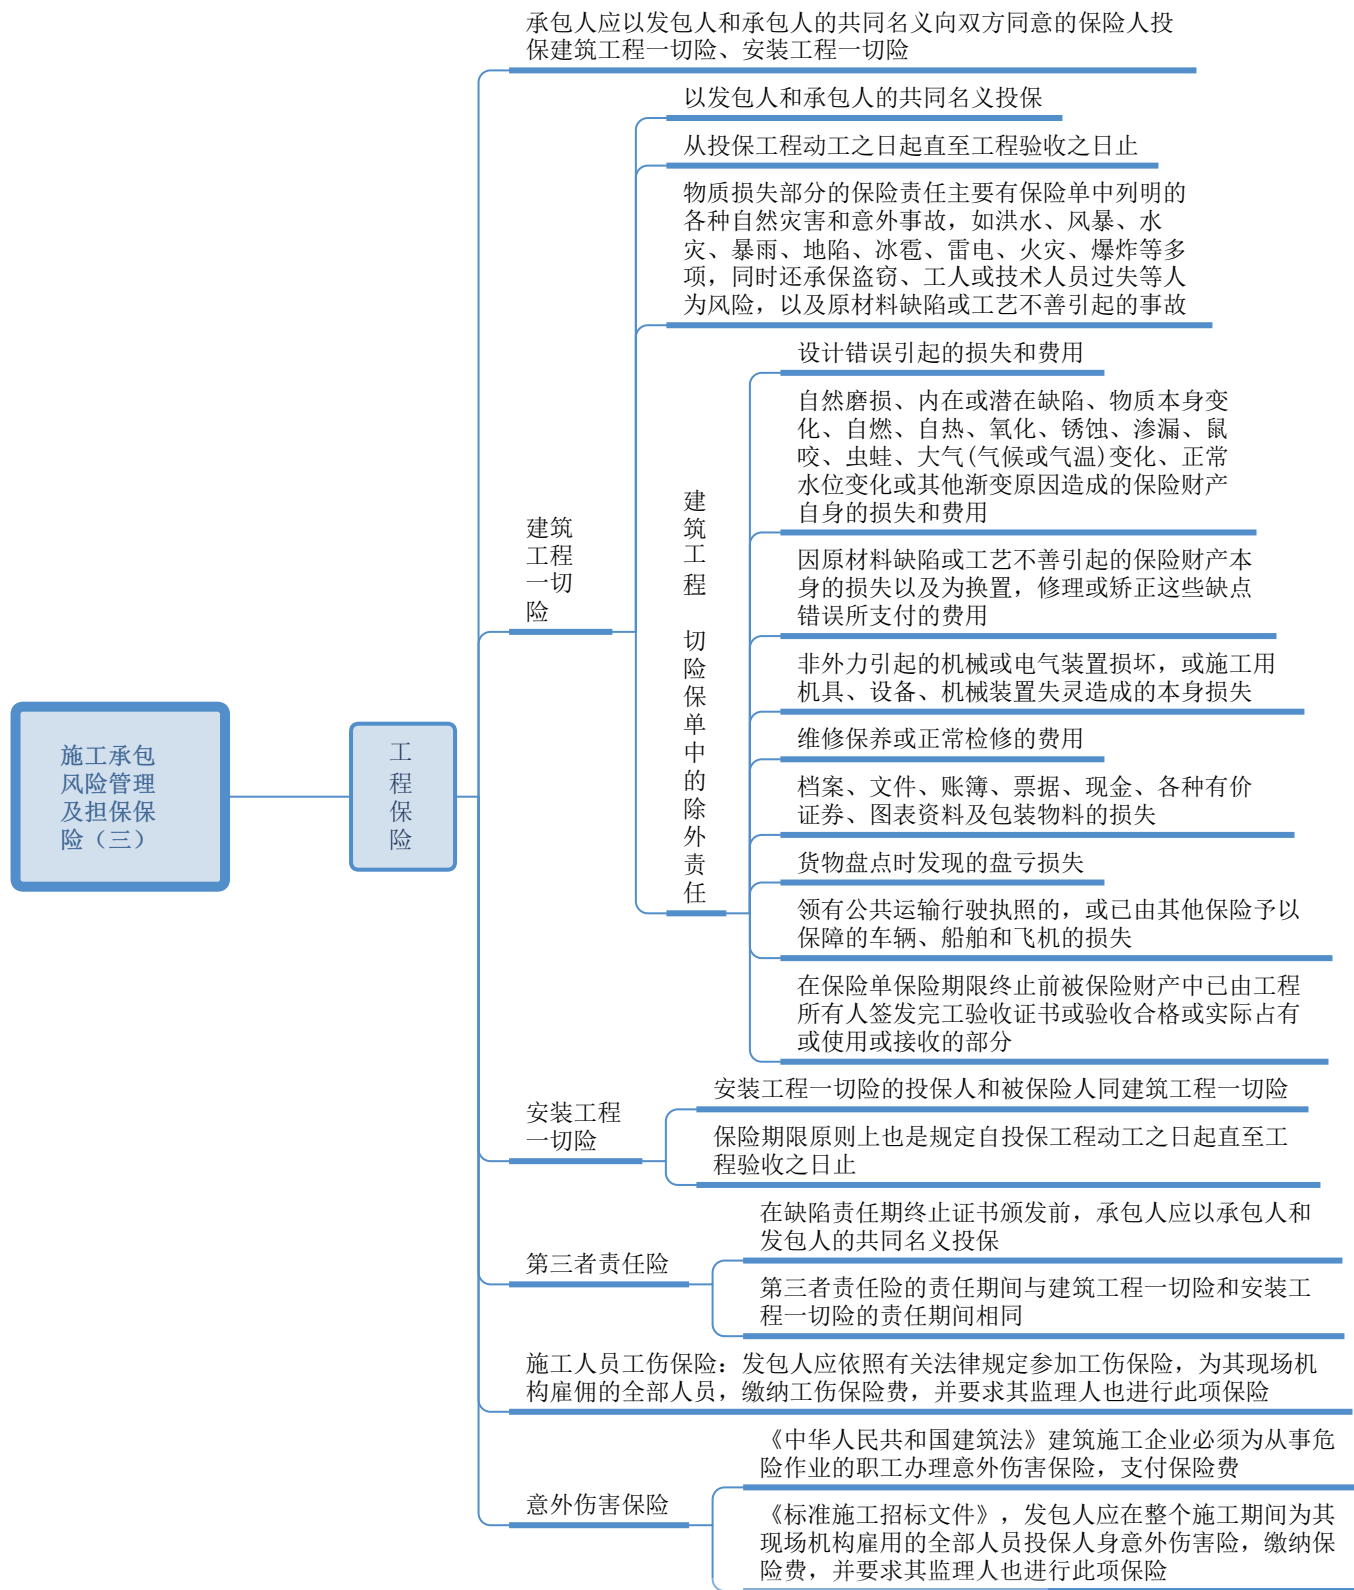 承包人应以发包人和承包人的共同名义向双方同意的保险人投
保建筑工程一切险、安装工程一切险
以发包人和承包人的共同名义投保
从投保工程动工之日起直至工程验收之日止
物质损失部分的保险责任主要有保险单中列明的
各种自然灾害和意外事故，如洪水、风暴、水
灾、暴雨、地陷、冰雹、雷电、火灾、爆炸等多
项，同时还承保盗窃、工人或技术人员过失等人
为风险，以及原材料缺陷或工艺不善引起的事故
设计错误引起的损失和费用
自然磨损、内在或潜在缺陷、物质本身变
化、自燃、自热、氧化、锈蚀、渗漏、鼠
咬、虫蛀、大气(气候或气温)变化、正常
水位变化或其他渐变原因造成的保险财产
自身的损失和费用
建筑
工程
一切
险
建筑工程 切险保单中的除外责任
因原材料缺陷或工艺不善引起的保险财产本
身的损失以及为换置，修理或矫正这些缺点
错误所支付的费用
非外力引起的机械或电气装置损坏，或施工用
机具、设备、机械装置失灵造成的本身损失
施工承包
风险管理
及担保保
险（三）
工程保险
维修保养或正常检修的费用
档案、文件、账簿、票据、现金、各种有价
证券、图表资料及包装物料的损失
货物盘点时发现的盘亏损失
领有公共运输行驶执照的，或已由其他保险予以
保障的车辆、船舶和飞机的损失
在保险单保险期限终止前被保险财产中已由工程
所有人签发完工验收证书或验收合格或实际占有
或使用或接收的部分
安装工程
一切险
安装工程一切险的投保人和被保险人同建筑工程一切险
保险期限原则上也是规定自投保工程动工之日起直至工
程验收之日止
第三者责任险
在缺陷责任期终止证书颁发前，承包人应以承包人和
发包人的共同名义投保
第三者责任险的责任期间与建筑工程一切险和安装工
程一切险的责任期间相同
施工人员工伤保险：发包人应依照有关法律规定参加工伤保险，为其现场机
构雇佣的全部人员，缴纳工伤保险费，并要求其监理人也进行此项保险
意外伤害保险
《中华人民共和国建筑法》建筑施工企业必须为从事危
险作业的职工办理意外伤害保险，支付保险费
《标准施工招标文件》，发包人应在整个施工期间为其
现场机构雇用的全部人员投保人身意外伤害险，缴纳保
险费，并要求其监理人也进行此项保险